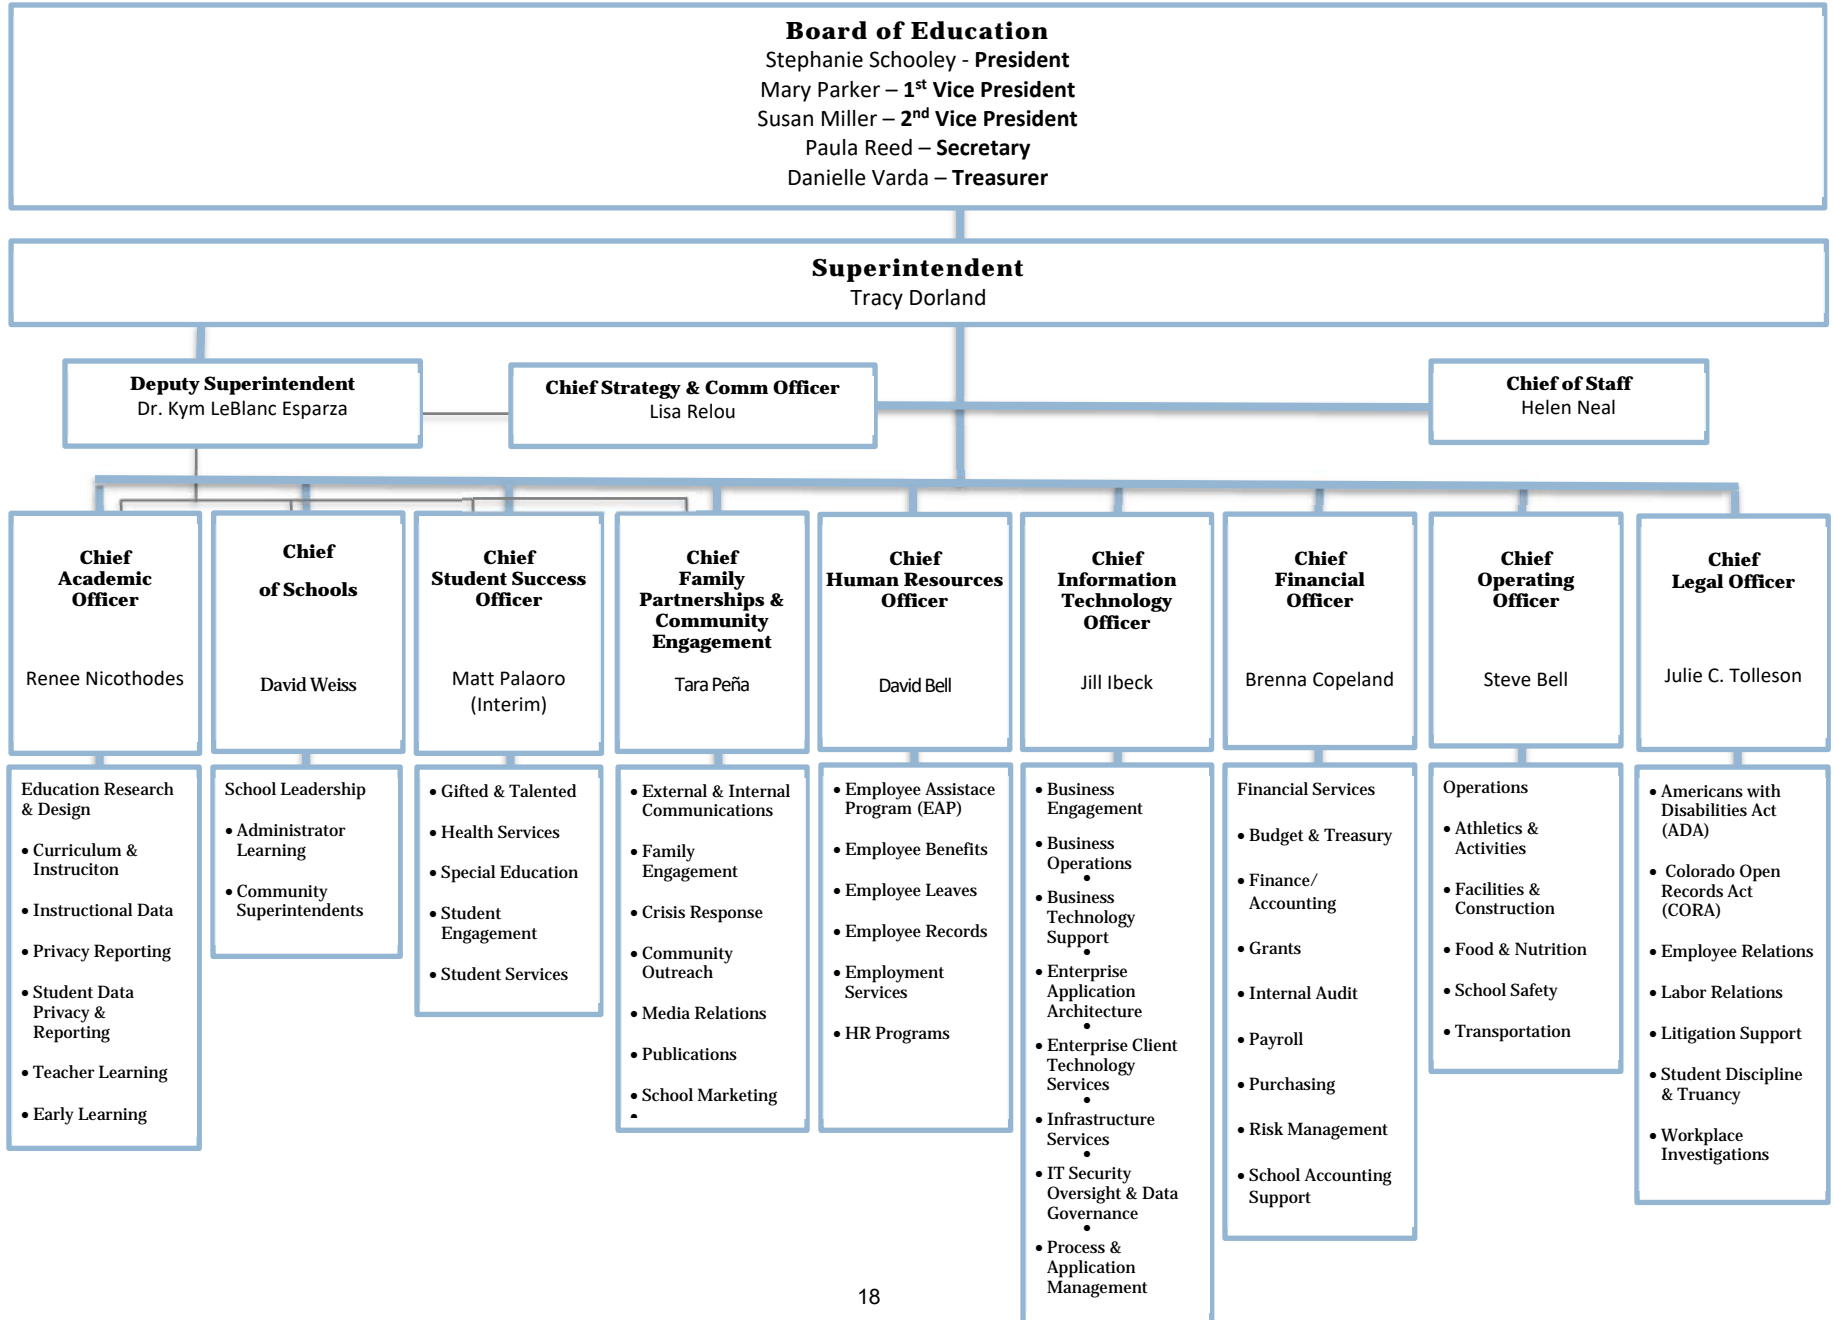 Board of Education
Stephanie Schooley - President
Mary Parker – 1st Vice President
Susan Miller – 2nd Vice President
Paula Reed – Secretary
Danielle Varda – Treasurer
Superintendent
Tracy Dorland
Deputy Superintendent
Dr. Kym LeBlanc Esparza
Chief Strategy & Comm Officer
Lisa Relou
Chief of Staff
Helen Neal
Chief
Academic
Officer
Renee Nicothodes
Chief
of Schools
David Weiss
Chief
Student Success
Officer
Matt Palaoro
(Interim)
Chief
Family
Partnerships &
Community
Engagement
Tara Peña
Chief
Human Resources
Officer
David Bell
Chief
Information
Technology
Officer
Jill Ibeck
Chief
Financial
Officer
Brenna Copeland
Chief
Operating
Officer
Steve Bell
Chief
Legal Officer
Julie C. Tolleson
Education Research
& Design
• Curriculum &
Instruciton
• Instructional Data
• Privacy Reporting
• Student Data
Privacy &
Reporting
• Teacher Learning
• Early Learning
School Leadership
• Administrator
Learning
• Community
Superintendents
• Gifted & Talented
• Health Services
• Special Education
• Student
Engagement
• Student Services
• External & Internal
Communications
• Family
Engagement
• Crisis Response
• Community
Outreach
• Media Relations
• Publications
• School Marketing
•
• Employee Assistace
Program (EAP)
• Employee Benefits
• Employee Leaves
• Employee Records
• Employment
Services
• HR Programs
• Business
Engagement
• Business
Operations
•
• Business
Technology
Support
•
• Enterprise
Application
Architecture
•
• Enterprise Client
Technology
Services
•
• Infrastructure
Services
•
• IT Security
Oversight & Data
Governance
•
• Process &
Application
Management
Financial Services
• Budget & Treasury
• Finance/
Accounting
• Grants
• Internal Audit
• Payroll
• Purchasing
• Risk Management
• School Accounting
Support
Operations
• Athletics &
Activities
• Facilities &
Construction
• Food & Nutrition
• School Safety
• Transportation
• Americans with
Disabilities Act
(ADA)
• Colorado Open
Records Act
(CORA)
• Employee Relations
• Labor Relations
• Litigation Support
• Student Discipline
& Truancy
• Workplace
Investigations
18